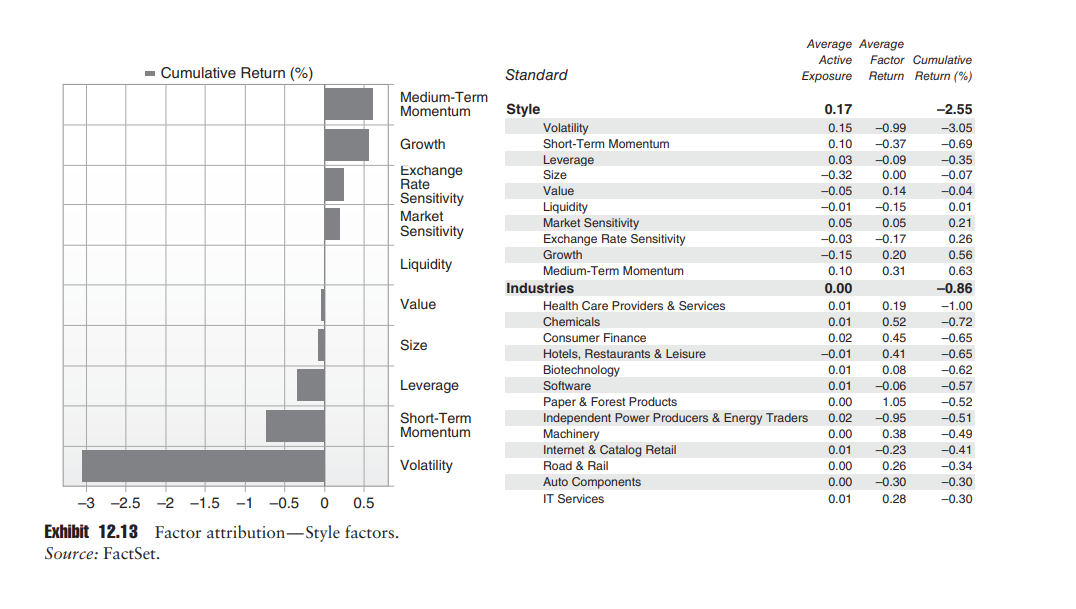 Cumulative Return (%)
Medium-Term
Momentum
Growth
Exchange
Rate
Sensitivity
Market
Sensitivity
Liquidity
Value
Size
Leverage
Short-Term
Momentum
Volatility
−3 −2.5 −2 −1.5 −1 −0.5 0 0.5
Exhibit 12.13 Factor attribution—Style factors.
Source: FactSet.
Average Average
Active Factor Cumulative
Standard Exposure Return Return (%)
Style 0.17 −2.55
Volatility 0.15 −0.99 −3.05
Short-Term Momentum 0.10 −0.37 −0.69
Leverage 0.03 −0.09 −0.35
Size −0.32 0.00 −0.07
Value −0.05 0.14 −0.04
Liquidity −0.01 −0.15 0.01
Market Sensitivity 0.05 0.05 0.21
Exchange Rate Sensitivity −0.03 −0.17 0.26
Growth −0.15 0.20 0.56
Medium-Term Momentum 0.10 0.31 0.63
Industries 0.00 −0.86
Health Care Providers & Services 0.01 0.19 −1.00
Chemicals 0.01 0.52 −0.72
Consumer Finance 0.02 0.45 −0.65
Hotels, Restaurants & Leisure −0.01 0.41 −0.65
Biotechnology 0.01 0.08 −0.62
Software 0.01 −0.06 −0.57
Paper & Forest Products 0.00 1.05 −0.52
Independent Power Producers & Energy Traders 0.02 −0.95 −0.51
Machinery 0.00 0.38 −0.49
Internet & Catalog Retail 0.01 −0.23 −0.41
Road & Rail 0.00 0.26 −0.34
Auto Components 0.00 −0.30 −0.30
IT Services 0.01 0.28 −0.30